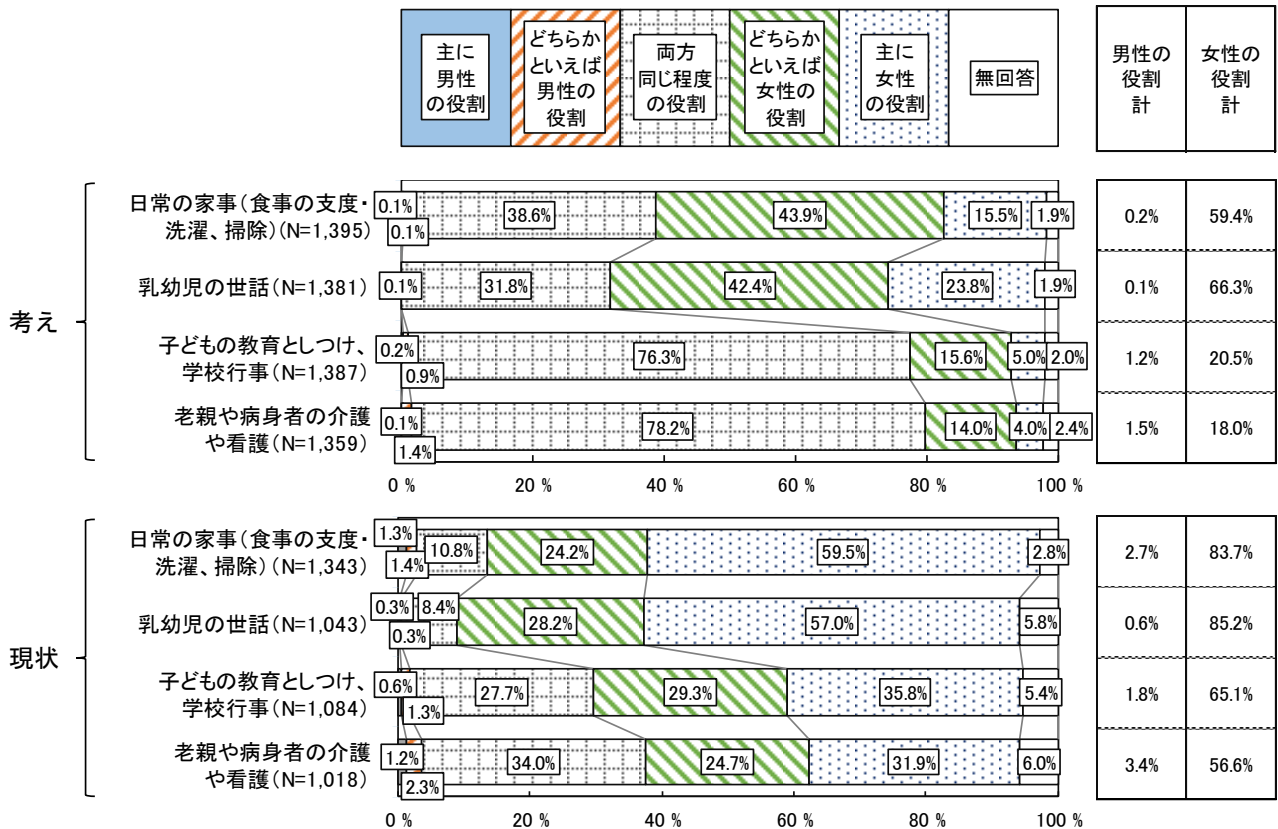 主に
男性
の役割
どちらか
といえば
男性の
役割
両方
同じ程度
の役割
どちらか
といえば
女性の
役割
主に
女性
の役割
無回答
男性の
役割
計
女性の
役割
計
考え
日常の家事(食事の支度・
洗濯、掃除)(N=1,395)
0.1%
0.1%
38.6%
43.9%
15.5%
1.9%
0.2%
59.4%
乳幼児の世話(N=1,381)
0.1%
31.8%
42.4%
23.8%
1.9%
0.1%
66.3%
子どもの教育としつけ、
学校行事(N=1,387)
0.2%
0.9%
76.3%
15.6%
5.0%
2.0%
1.2%
20.5%
老親や病身者の介護
や看護(N=1,359)
0.1%
1.4%
78.2%
14.0%
4.0%
2.4%
1.5%
18.0%
0 %
20 %
40 %
60 %
80 %
100 %
現状
日常の家事(食事の支度・
洗濯、掃除)(N=1,343)
1.3%
1.4%
10.8%
24.2%
59.5%
2.8%
2.7%
83.7%
乳幼児の世話(N=1,043)
0.3%
0.3%
8.4%
28.2%
57.0%
5.8%
0.6%
85.2%
子どもの教育としつけ、
学校行事(N=1,084)
0.6%
1.3%
27.7%
29.3%
35.8%
5.4%
1.8%
65.1%
老親や病身者の介護
や看護(N=1,018)
1.2%
2.3%
34.0%
24.7%
31.9%
6.0%
3.4%
56.6%
0 %
20 %
40 %
60 %
80 %
100 %